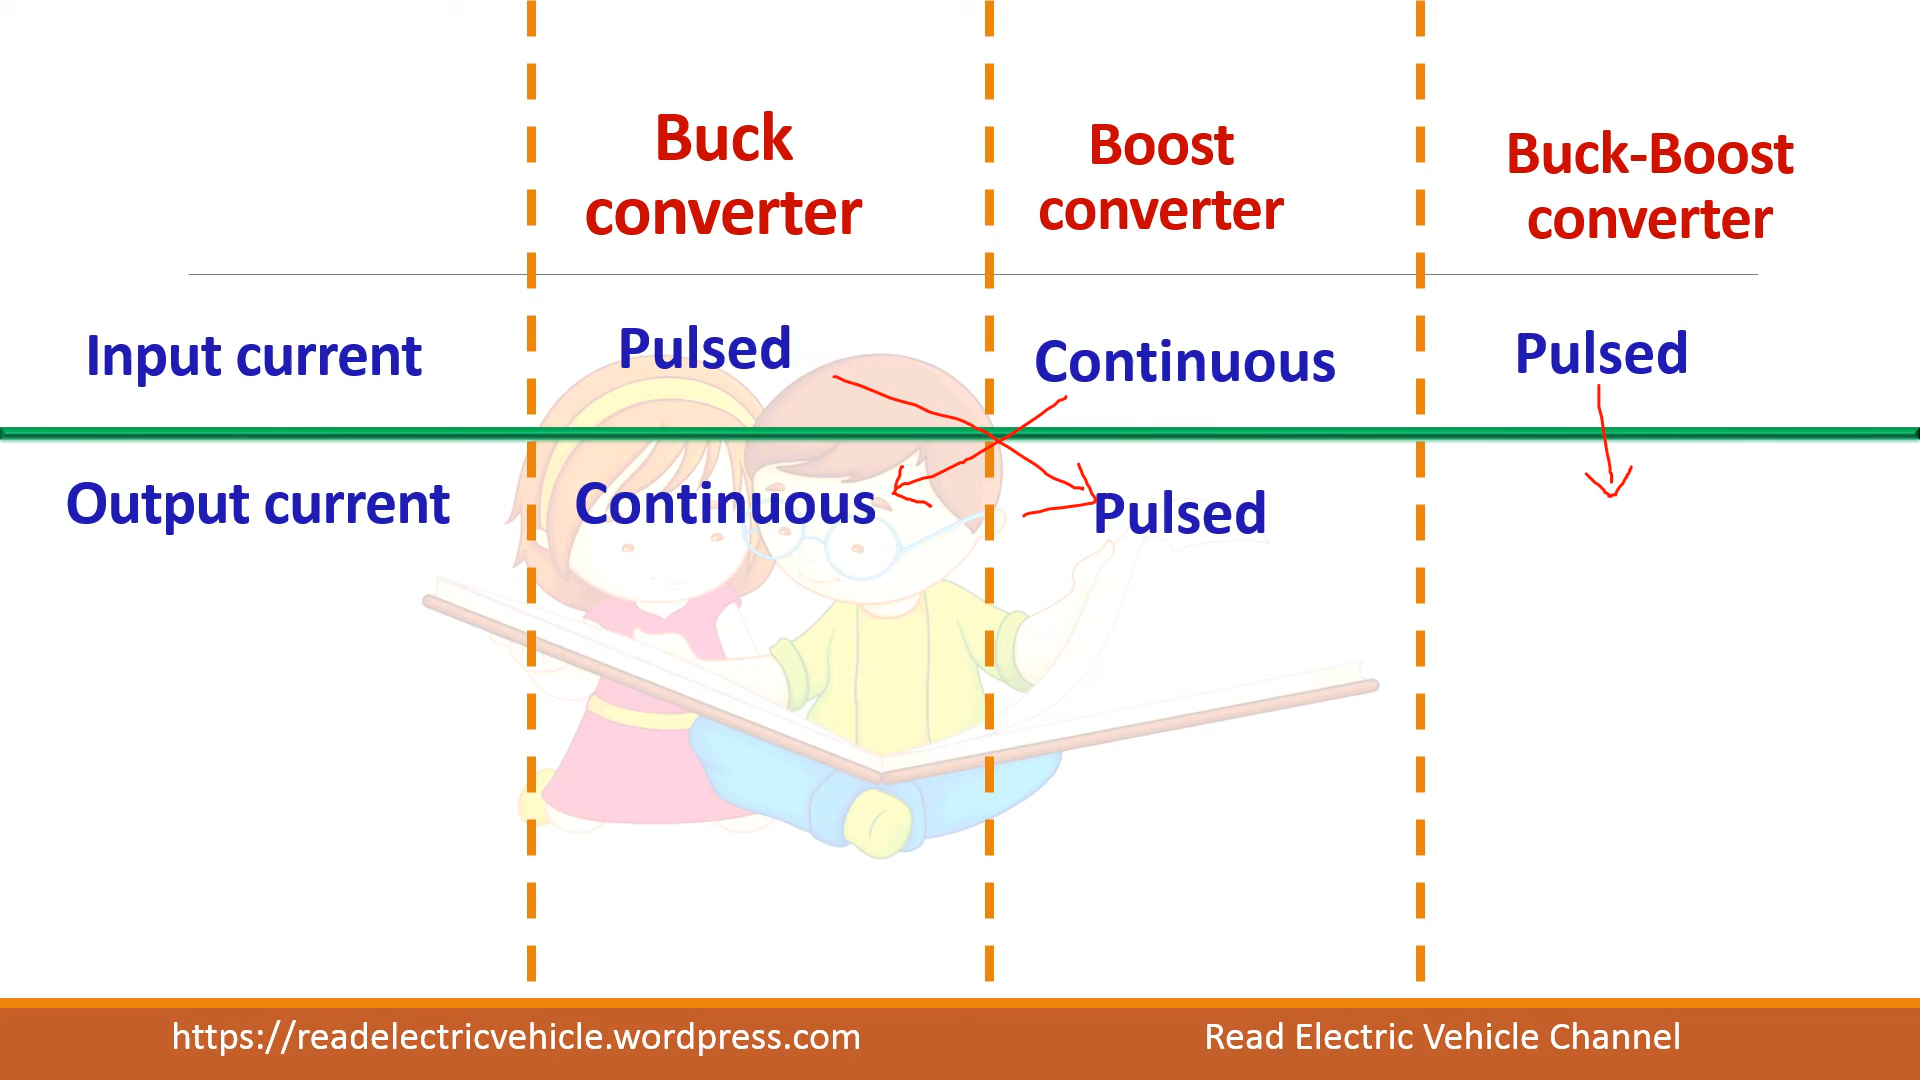 Buck
converter
Boost
converter
Buck-Boost
converter
Input current
Pulsed
Continuous
Pulsed
Output current
Continuous
Pulsed
https://readelectricvehicle.wordpress.com
Read Electric Vehicle Channel